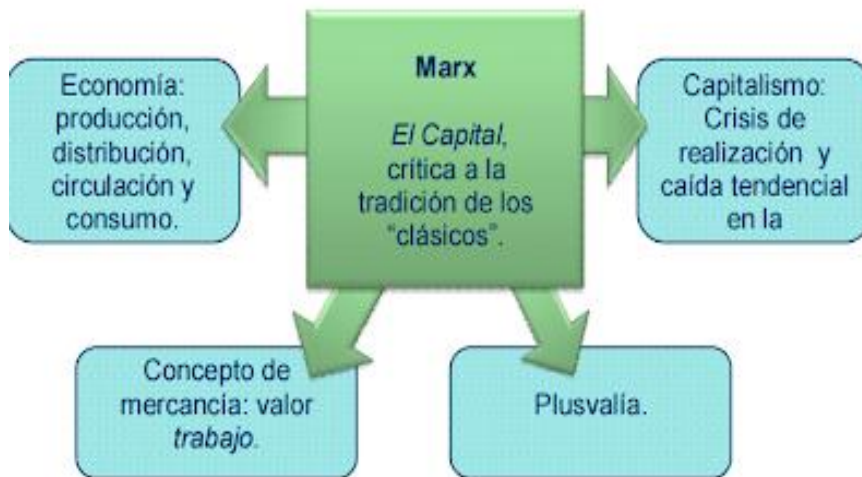 Marx
El Capital,
crítica a la
tradición de los
“clásicos”.
Economía:
producción,
distribución,
circulación y
consumo.
Capitalismo:
Crisis de
realización y
caída tendencial
en la
Concepto de
mercancía: valor
trabajo.
Plusvalía.